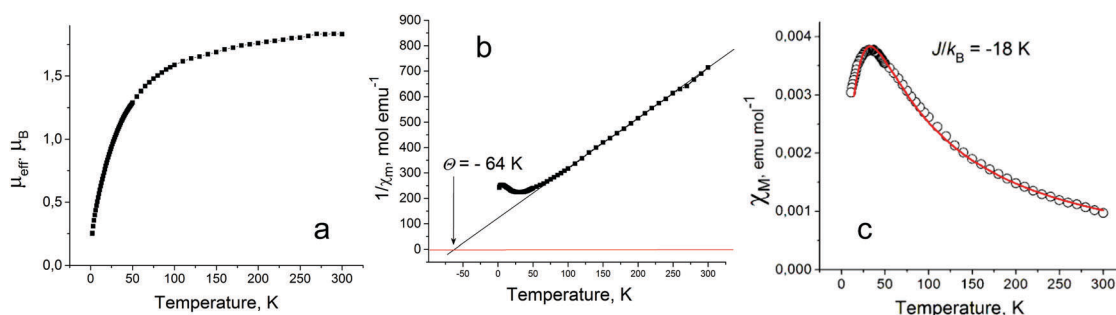 2,0
1,5
1,0
0,5
0,0
μeff, μB
0 50 100 150 200 250 300
Temperature, K
a
900
800
700
600
500
400
300
200
100
0
1/χm, mol emu⁻¹
b
Θ = - 64 K
-50 0 50 100 150 200 250 300
Temperature, K
0,004
0,003
0,002
0,001
0,000
χM, emu mol⁻¹
J/kB = -18 K
c
0 50 100 150 200 250 300
Temperature, K